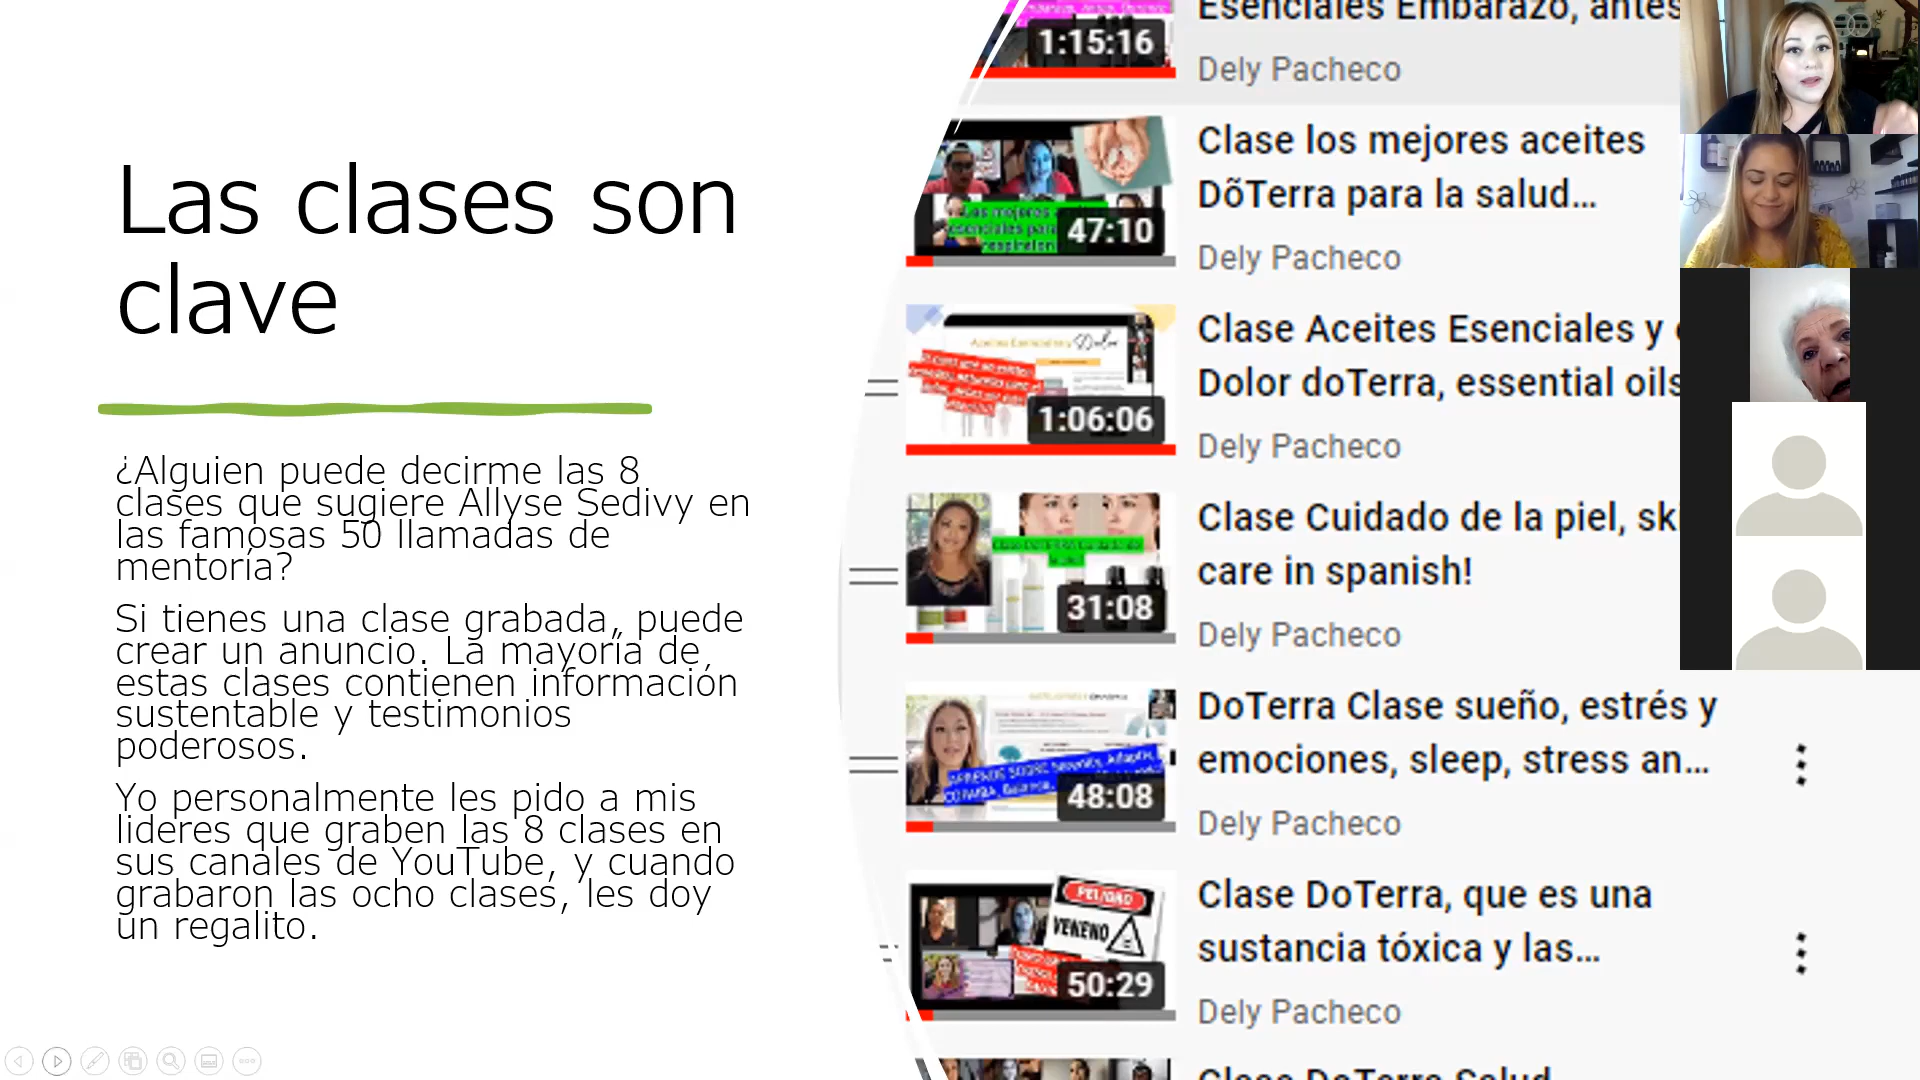 Las clases son
clave
¿Alguien puede decirme las 8
clases que sugiere Allyse Sedivy en
las famosas 50 llamadas de
mentoría?
Si tienes una clase grabada, puede
crear un anuncio. La mayoría de
estas clases contienen información
sustentable y testimonios
poderosos.
Yo personalmente les pido a mis
lideres que graben las 8 clases en
sus canales de YouTube, y cuando
grabaron las ocho clases, les doy
un regalito.
Esenciales Embarazo, antes
1:15:16
Dely Pacheco
Clase los mejores aceites
DõTerra para la salud...
47:10
Dely Pacheco
Clase Aceites Esenciales y
Dolor doTerra, essential oils
1:06:06
Dely Pacheco
Clase Cuidado de la piel, sk
care in spanish!
31:08
Dely Pacheco
DoTerra Clase sueño, estrés y
emociones, sleep, stress an...
48:08
Dely Pacheco
PELIGRO
VENENO
Clase DoTerra, que es una
sustancia tóxica y las...
50:29
Dely Pacheco
Clase DoTerra Salud